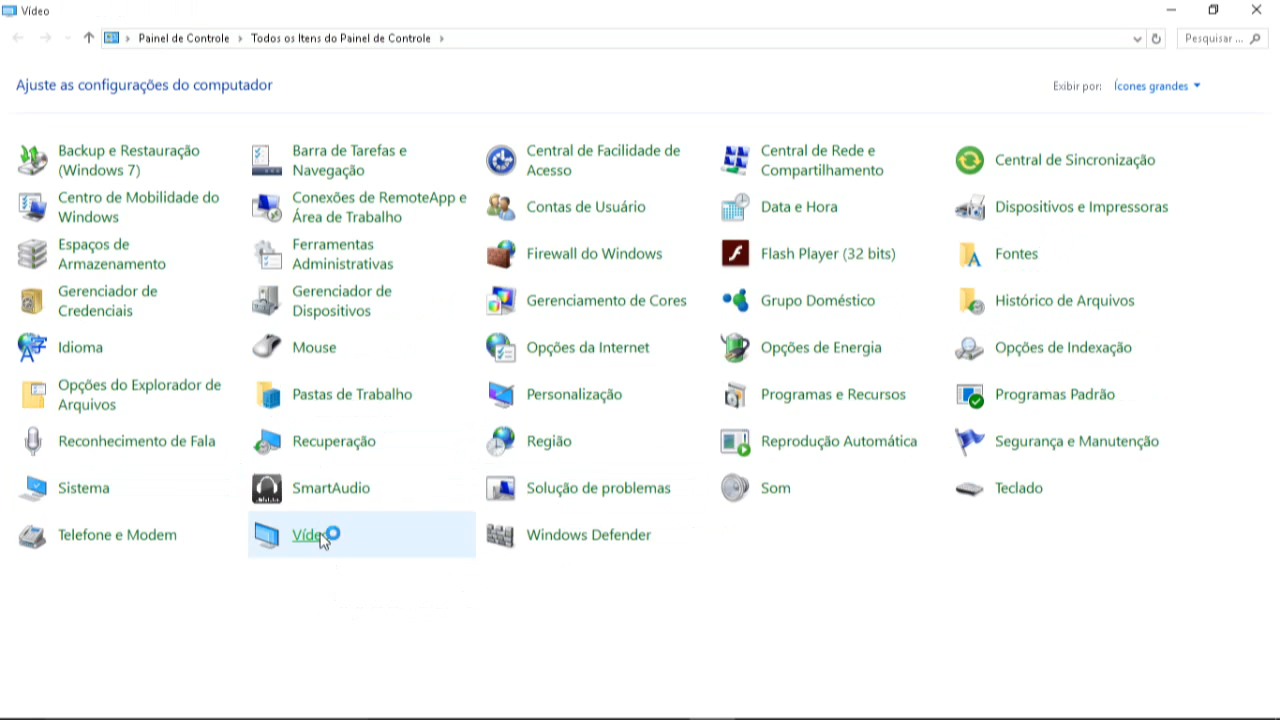 Vídeo
Painel de Controle › Todos os Itens do Painel de Controle ›
Pesquisar ...
Ajuste as configurações do computador
Exibir por: Ícones grandes
Backup e Restauração
(Windows 7)
Barra de Tarefas e
Navegação
Central de Facilidade de
Acesso
Central de Rede e
Compartilhamento
Central de Sincronização
Centro de Mobilidade do
Windows
Conexões de RemoteApp e
Área de Trabalho
Contas de Usuário
Data e Hora
Dispositivos e Impressoras
Espaços de
Armazenamento
Ferramentas
Administrativas
Firewall do Windows
Flash Player (32 bits)
Fontes
Gerenciador de
Credenciais
Gerenciador de
Dispositivos
Gerenciamento de Cores
Grupo Doméstico
Histórico de Arquivos
Idioma
Mouse
Opções da Internet
Opções de Energia
Opções de Indexação
Opções do Explorador de
Arquivos
Pastas de Trabalho
Personalização
Programas e Recursos
Programas Padrão
Reconhecimento de Fala
Recuperação
Região
Reprodução Automática
Segurança e Manutenção
Sistema
SmartAudio
Solução de problemas
Som
Teclado
Telefone e Modem
Vídeo
Windows Defender